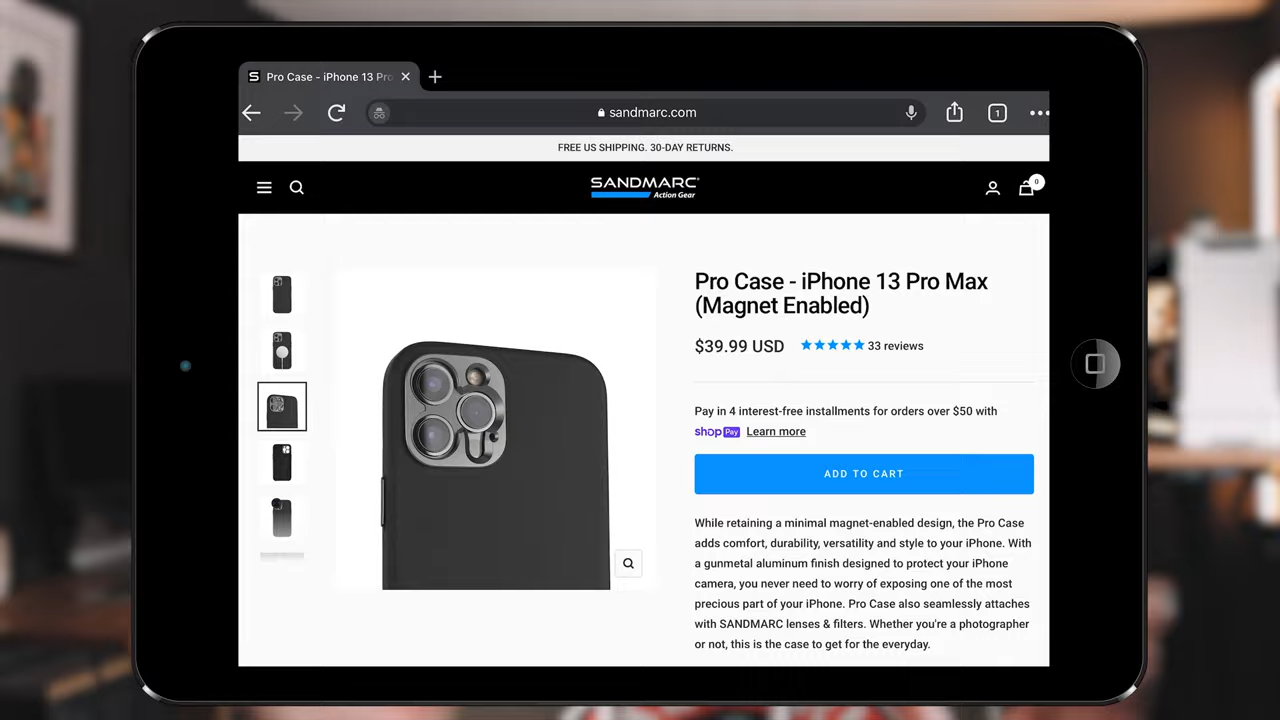 Pro Case - iPhone 13 Pro
sandmarc.com
1
FREE US SHIPPING. 30-DAY RETURNS.
SANDMARC
Action Gear
0
Pro Case - iPhone 13 Pro Max
(Magnet Enabled)
$39.99 USD
33 reviews
Pay in 4 interest-free installments for orders over $50 with
shop Pay Learn more
ADD TO CART
While retaining a minimal magnet-enabled design, the Pro Case
adds comfort, durability, versatility and style to your iPhone. With
a gunmetal aluminum finish designed to protect your iPhone
camera, you never need to worry of exposing one of the most
precious part of your iPhone. Pro Case also seamlessly attaches
with SANDMARC lenses & filters. Whether you're a photographer
or not, this is the case to get for the everyday.